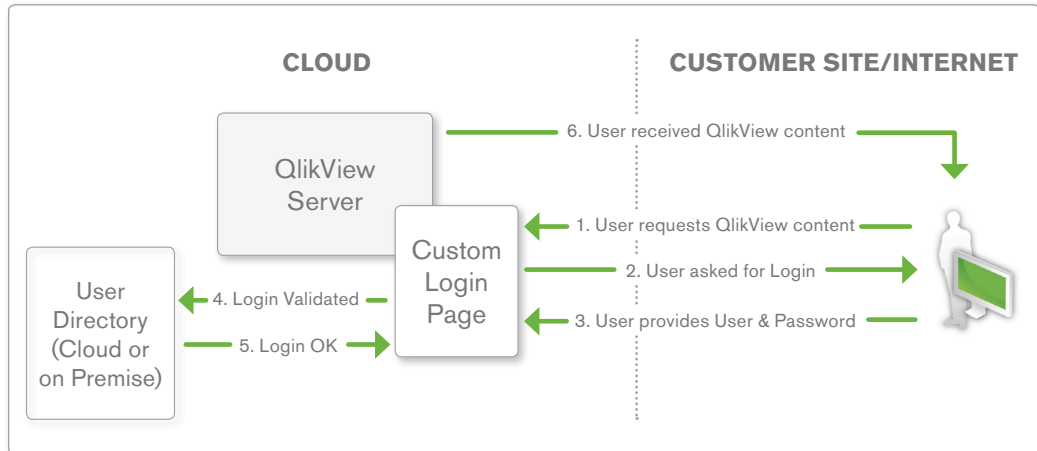 CLOUD
CUSTOMER SITE/INTERNET
6. User received QlikView content
QlikView
Server
1. User requests QlikView content
Custom
Login
Page
2. User asked for Login
User
Directory
(Cloud or
on Premise)
4. Login Validated
3. User provides User & Password
5. Login OK